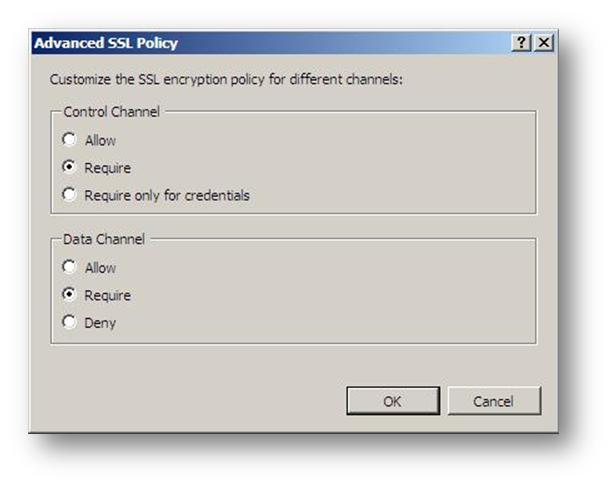 Advanced SSL Policy
Customize the SSL encryption policy for different channels:
Control Channel
Allow
Require
Require only for credentials
Data Channel
Allow
Require
Deny
OK Cancel